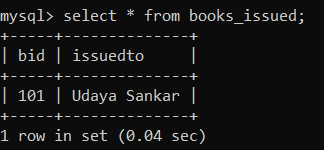 mysql> select * from books_issued;
+-----+--------------+
| bid | issuedto     |
+-----+--------------+
| 101 | Udaya Sankar |
+-----+--------------+
1 row in set (0.04 sec)